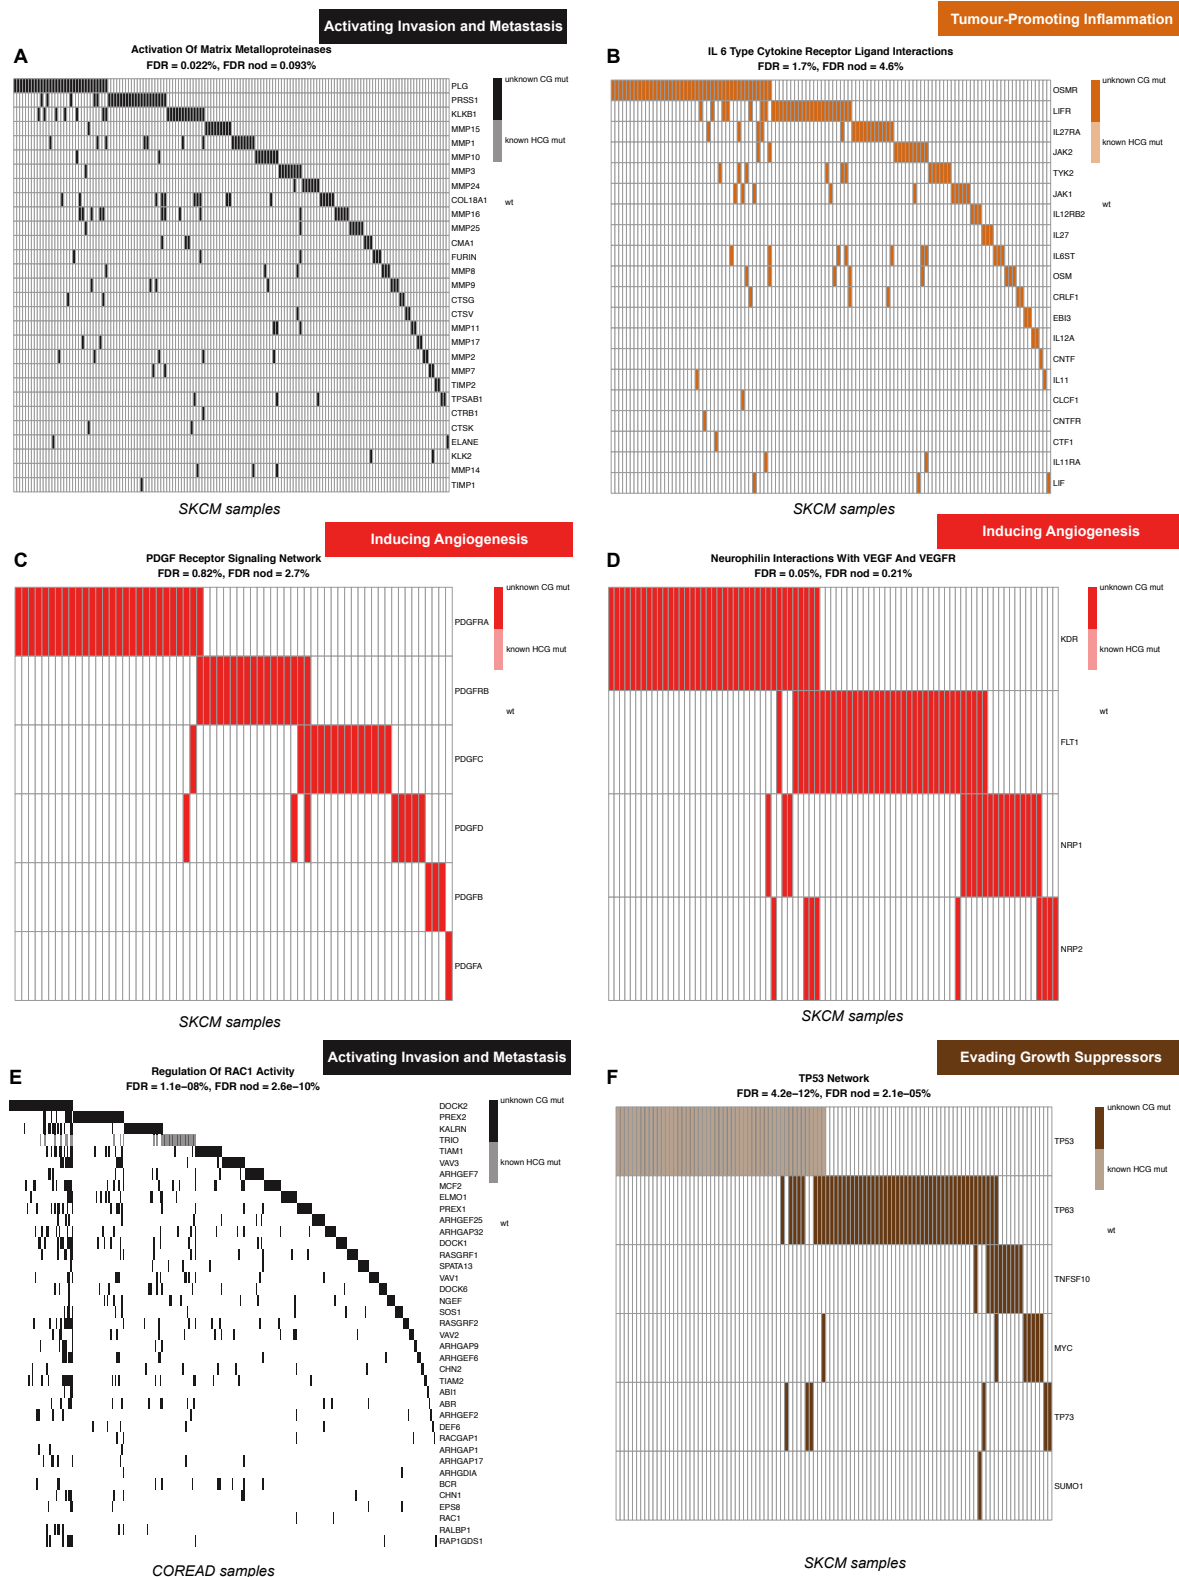 Activating Invasion and Metastasis
A
Activation Of Matrix Metalloproteinases
FDR = 0.022%, FDR nod = 0.093%
PLG
PRSS1
KLKB1
MMP15
MMP1
MMP10
MMP3
MMP24
COL18A1
MMP16
MMP25
CMA1
FURIN
MMP8
MMP9
CTSG
CTSV
MMP11
MMP17
MMP2
MMP7
TIMP2
TPSAB1
CTRB1
CTSK
ELANE
KLK2
MMP14
TIMP1
unknown CG mut
known HCG mut
wt
SKCM samples
Tumour-Promoting Inflammation
B
IL 6 Type Cytokine Receptor Ligand Interactions
FDR = 1.7%, FDR nod = 4.6%
OSMR
LIFR
IL27RA
JAK2
TYK2
JAK1
IL12RB2
IL27
IL6ST
OSM
CRLF1
EBI3
IL12A
CNTF
IL11
CLCF1
CNTFR
CTF1
IL11RA
LIF
unknown CG mut
known HCG mut
wt
SKCM samples
Inducing Angiogenesis
C
PDGF Receptor Signaling Network
FDR = 0.82%, FDR nod = 2.7%
PDGFRA
PDGFRB
PDGFC
PDGFD
PDGFB
PDGFA
unknown CG mut
known HCG mut
wt
SKCM samples
Inducing Angiogenesis
D
Neurophilin Interactions With VEGF And VEGFR
FDR = 0.05%, FDR nod = 0.21%
KDR
FLT1
NRP1
NRP2
unknown CG mut
known HCG mut
wt
SKCM samples
Activating Invasion and Metastasis
E
Regulation Of RAC1 Activity
FDR = 1.1e−08%, FDR nod = 2.6e−10%
DOCK2
PREX2
KALRN
TRIO
TIAM1
VAV3
ARHGEF7
MCF2
ELMO1
PREX1
ARHGEF25
ARHGAP32
DOCK1
RASGRF1
SPATA13
VAV1
DOCK6
NGEF
SOS1
RASGRF2
VAV2
ARHGAP9
ARHGEF6
CHN2
TIAM2
ABI1
ABR
ARHGEF2
DEF6
RACGAP1
ARHGAP1
ARHGAP17
ARHGDIA
BCR
CHN1
EPS8
RAC1
RALBP1
RAP1GDS1
unknown CG mut
known HCG mut
wt
COREAD samples
Evading Growth Suppressors
F
TP53 Network
FDR = 4.2e−12%, FDR nod = 2.1e−05%
TP53
TP63
TNFSF10
MYC
TP73
SUMO1
unknown CG mut
known HCG mut
wt
SKCM samples